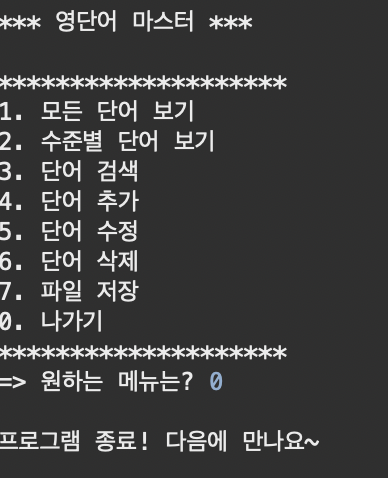 *** 영단어 마스터 ***
********************
1. 모든 단어 보기
2. 수준별 단어 보기
3. 단어 검색
4. 단어 추가
5. 단어 수정
6. 단어 삭제
7. 파일 저장
0. 나가기
********************
=> 원하는 메뉴는? 0
프로그램 종료! 다음에 만나요~